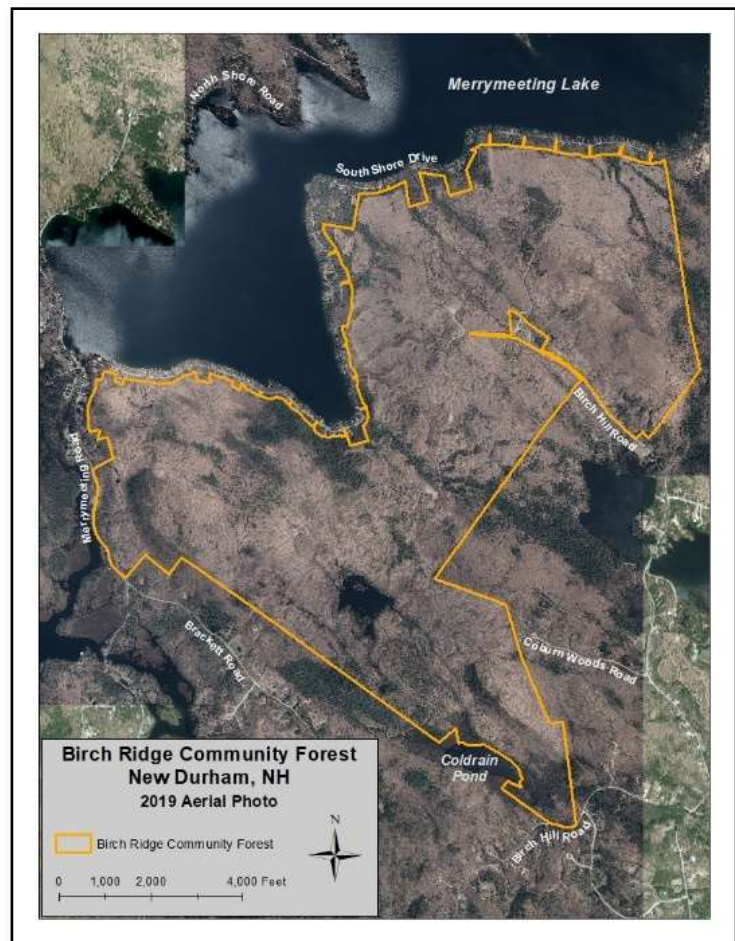 North Shore Road
Merrymeeting Lake
South Shore Drive
Birch Hill Road
Merrymeeting Road
Brackett Road
Coburn Woods Road
Coldrain
Pond
Birch Hill Road
Birch Ridge Community Forest
New Durham, NH
2019 Aerial Photo
N
Birch Ridge Community Forest
0 1,000 2,000 4,000 Feet